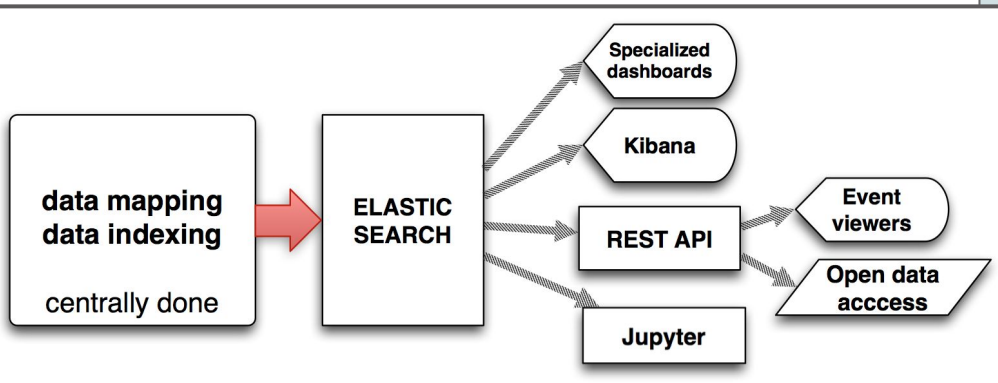 data mapping
data indexing
centrally done
ELASTIC
SEARCH
Specialized
dashboards
Kibana
REST API
Jupyter
Event
viewers
Open data
acccess